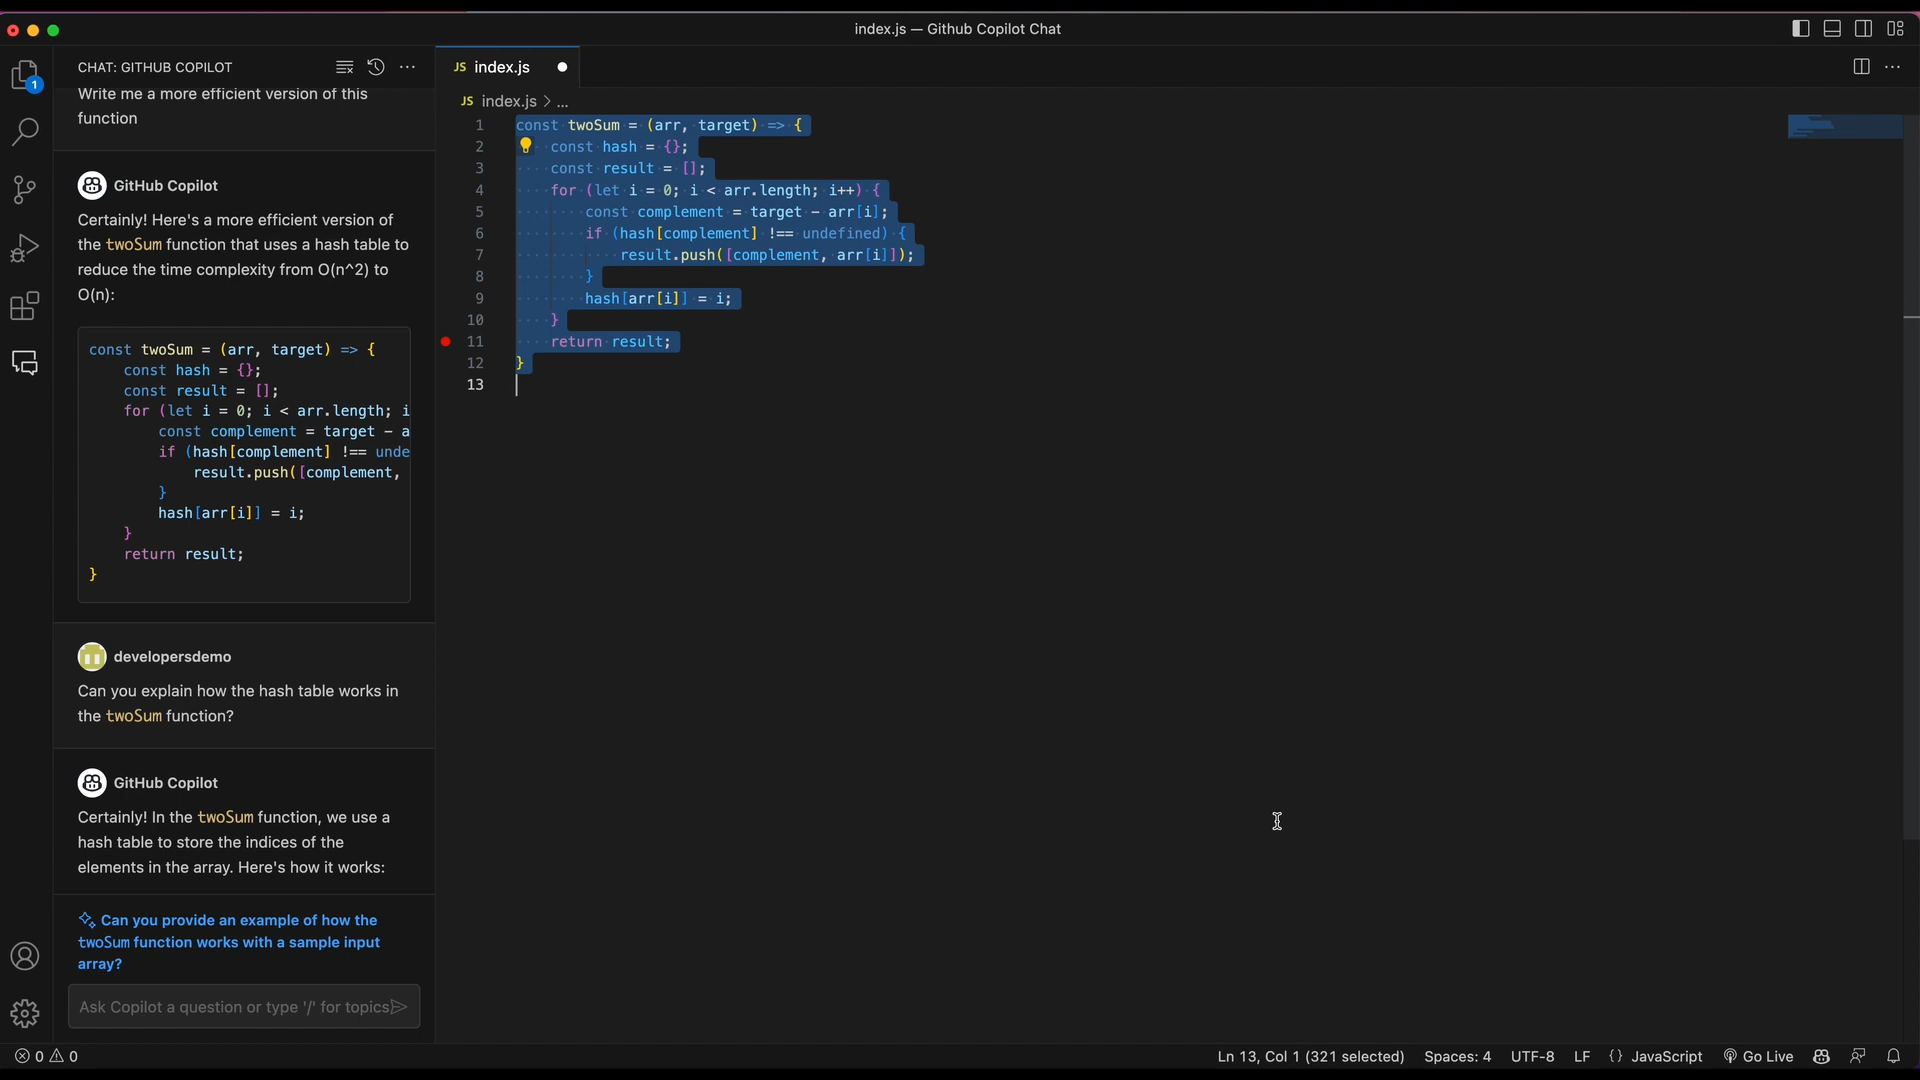 index.js — Github Copilot Chat
CHAT: GITHUB COPILOT
Write me a more efficient version of this
function
GitHub Copilot
Certainly! Here's a more efficient version of
the twoSum function that uses a hash table to
reduce the time complexity from O(n^2) to
O(n):
const twoSum = (arr, target) => {
const hash = {};
const result = [];
for (let i = 0; i < arr.length; i
const complement = target - a
if (hash[complement] !== unde
result.push([complement,
}
hash[arr[i]] = i;
}
return result;
}
developersdemo
Can you explain how the hash table works in
the twoSum function?
GitHub Copilot
Certainly! In the twoSum function, we use a
hash table to store the indices of the
elements in the array. Here's how it works:
Can you provide an example of how the
twoSum function works with a sample input
array?
Ask Copilot a question or type '/' for topics
1
JS index.js
JS index.js > ...
1 const twoSum = (arr, target) => {
2 const hash = {};
3 const result = [];
4 for (let i = 0; i < arr.length; i++) {
5 const complement = target - arr[i];
6 if (hash[complement] !== undefined) {
7 result.push([complement, arr[i]]);
8 }
9 hash[arr[i]] = i;
10 }
11 return result;
12 }
13
0 0
Ln 13, Col 1 (321 selected) Spaces: 4 UTF-8 LF {} JavaScript Go Live